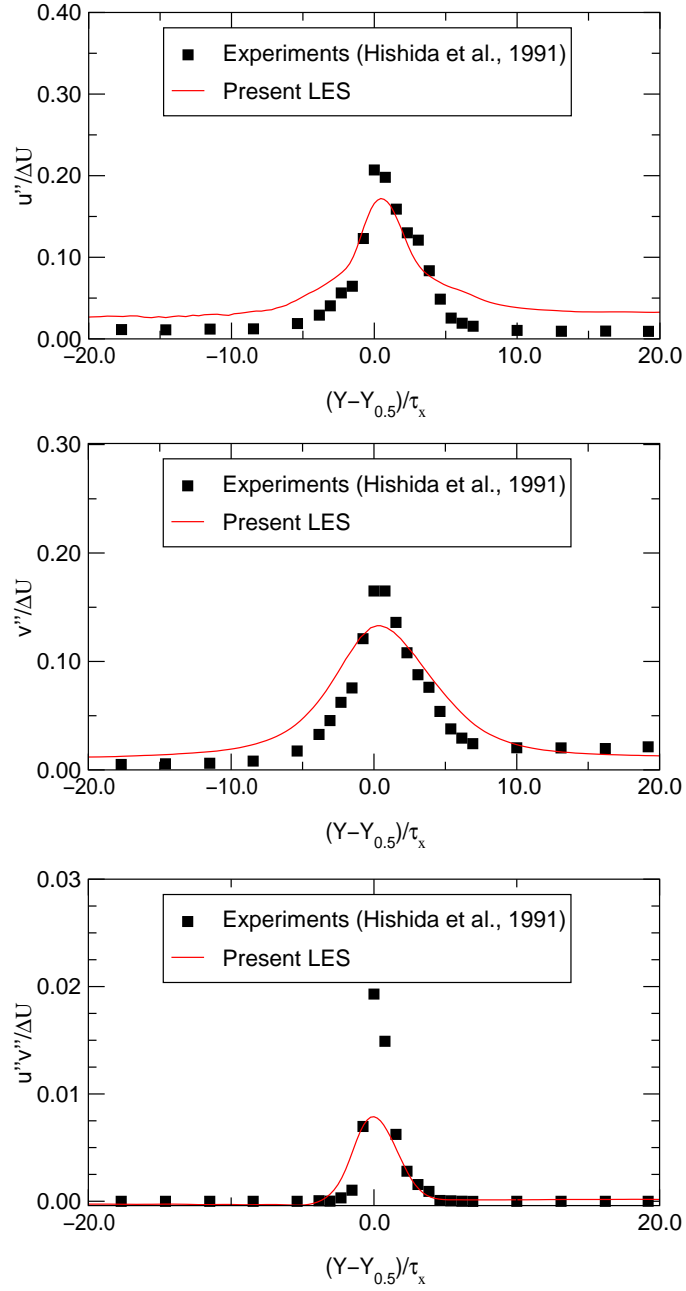 0.40
Experiments (Hishida et al., 1991)
Present LES
0.30
0.20
0.10
0.00
u''/ΔU
−20.0 −10.0 0.0 10.0 20.0
(Y−Y0.5)/τx
0.30
Experiments (Hishida et al., 1991)
Present LES
0.20
0.10
0.00
v''/ΔU
−20.0 −10.0 0.0 10.0 20.0
(Y−Y0.5)/τx
0.03
Experiments (Hishida et al., 1991)
Present LES
0.02
0.01
0.00
u''v''/ΔU
−20.0 −10.0 0.0 10.0 20.0
(Y−Y0.5)/τx